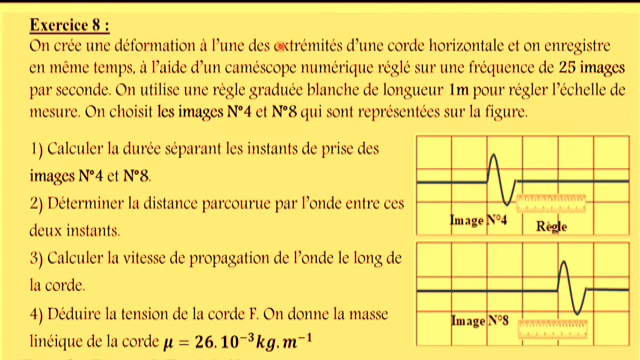 Exercice 8 :
On crée une déformation à l'une des extrémités d'une corde horizontale et on enregistre
en même temps, à l'aide d'un caméscope numérique réglé sur une fréquence de 25 images
par seconde. On utilise une règle graduée blanche de longueur 1m pour régler l'échelle de
mesure. On choisit les images N°4 et N°8 qui sont représentées sur la figure.
1) Calculer la durée séparant les instants de prise des
images N°4 et N°8.
2) Déterminer la distance parcourue par l'onde entre ces
deux instants.
3) Calculer la vitesse de propagation de l'onde le long de
la corde.
4) Déduire la tension de la corde F. On donne la masse
linéique de la corde μ = 26.10⁻³kg.m⁻¹
Image N°4
Règle
Image N°8